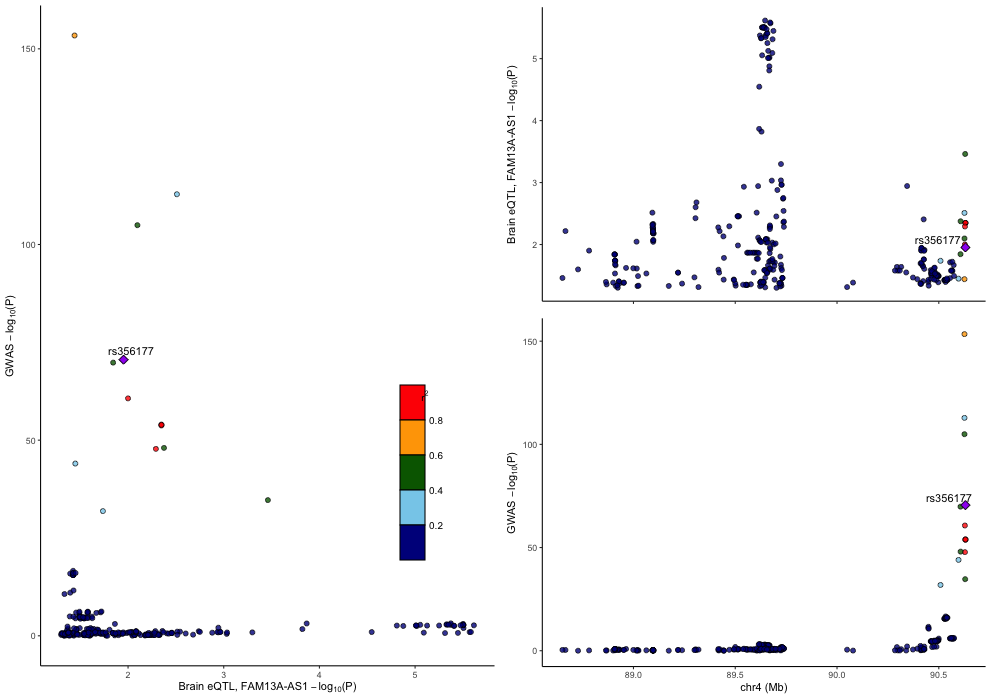 GWAS −log10(P)
150
100
50
0
rs356177
r2
0.8
0.6
0.4
0.2
2
3
4
5
Brain eQTL, FAM13A-AS1 −log10(P)
Brain eQTL, FAM13A-AS1 −log10(P)
5
4
3
2
rs356177
GWAS −log10(P)
150
100
50
0
rs356177
89.0
89.5
90.0
90.5
chr4 (Mb)